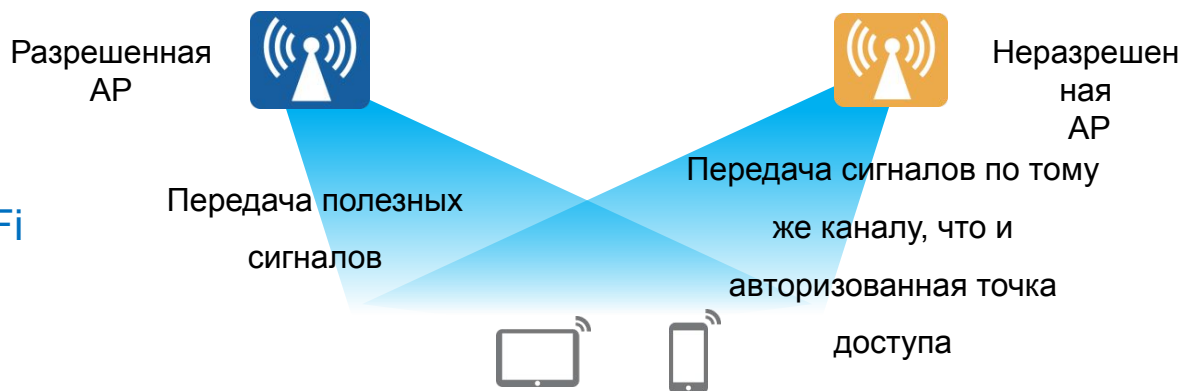 Разрешенная
AP
Неразрешен
ная
AP
Передача полезных
сигналов
Передача сигналов по тому
же каналу, что и
авторизованная точка
доступа
Fi